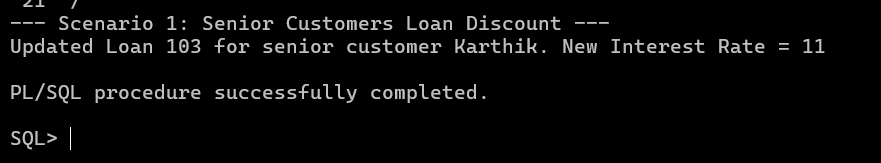 21  /
--- Scenario 1: Senior Customers Loan Discount ---
Updated Loan 103 for senior customer Karthik. New Interest Rate = 11
PL/SQL procedure successfully completed.
SQL>